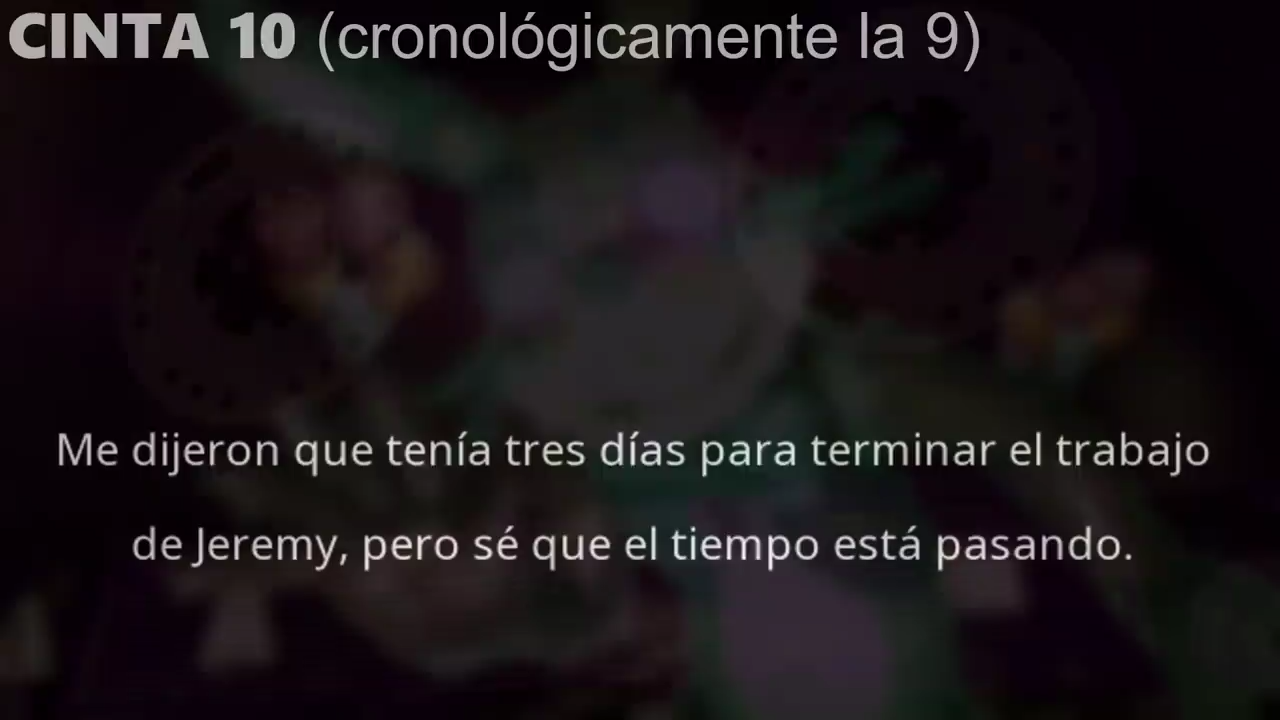 CINTA 10 (cronológicamente la 9)
Me dijeron que tenía tres días para terminar el trabajo
de Jeremy, pero sé que el tiempo está pasando.